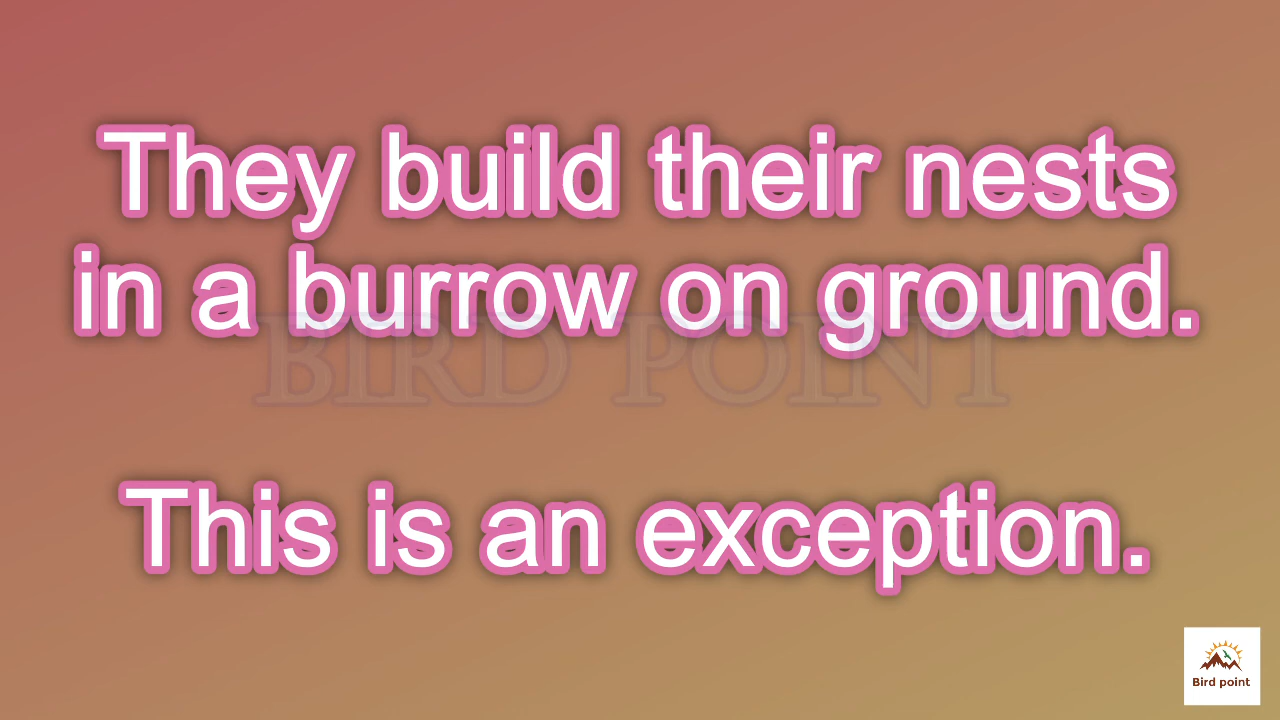 They build their nests
in a burrow on ground.
BIRD POINT
This is an exception.
Bird point